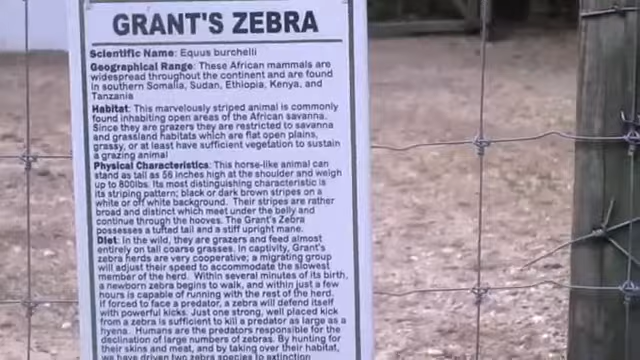 GRANT'S ZEBRA
Scientific Name: Equus burchelli
Geographical Range: These African mammals are
widespread throughout the continent and are found
in southern Somalia, Sudan, Ethiopia, Kenya, and
Tanzania
Habitat: This marvelously striped animal is commonly
found inhabiting open areas of the African savanna.
Since they are grazers they are restricted to savanna
and grassland habitats which are flat open plains,
grassy, or at least have sufficient vegetation to sustain
a grazing animal
Physical Characteristics: This horse-like animal can
stand as tall as 56 inches high at the shoulder and weigh
up to 800lbs. Its most distinguishing characteristic is
its striping pattern; black or dark brown stripes on a
white or off white background. Their stripes are rather
broad and distinct which meet under the belly and
continue through the hooves. The Grant's Zebra
possesses a tufted tail and a stiff upright mane.
Diet: In the wild, they are grazers and feed almost
entirely on tall coarse grasses. In captivity, Grant's
zebra herds are very cooperative; a migrating group
will adjust their speed to accommodate the slowest
member of the herd. Within several minutes of its birth,
a newborn zebra begins to walk, and within just a few
hours is capable of running with the rest of the herd.
If forced to face a predator, a zebra will defend itself
with powerful kicks. Just one strong, well placed kick
from a zebra is sufficient to kill a predator as large as a
hyena. Humans are the predators responsible for the
declination of large numbers of zebras. By hunting for
their skins and meat, and by taking over their habitat,
we have driven two zebra species to extinction